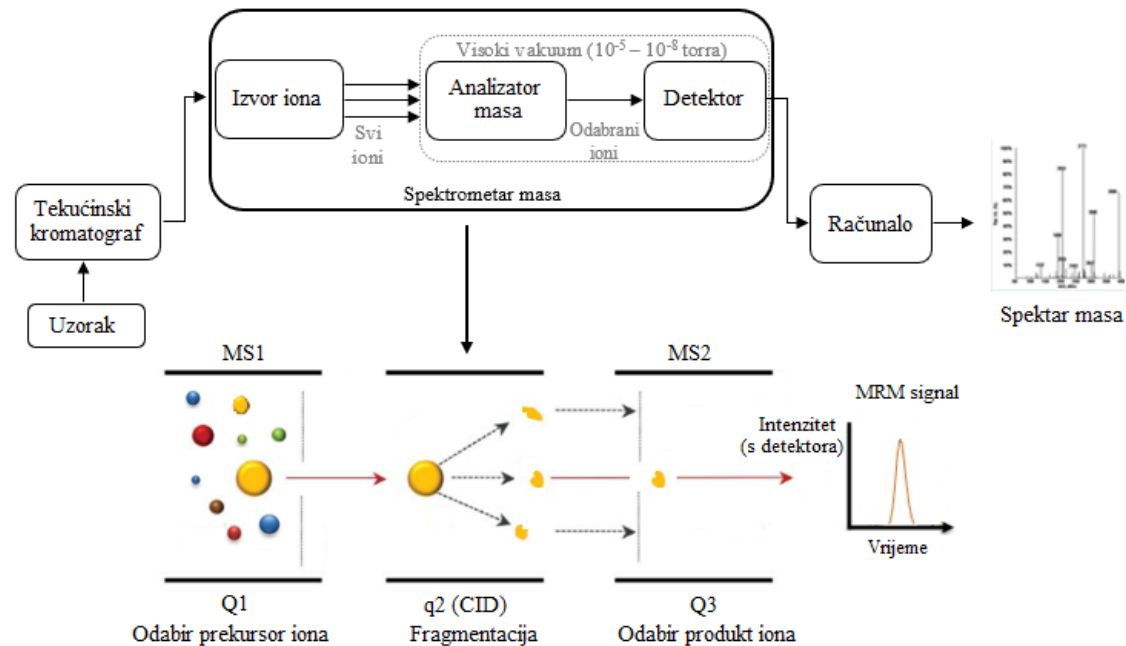 Visoki vakuum (10⁻⁵ – 10⁻⁸ torra)
Izvor iona
Analizator
masa
Detektor
Svi
ioni
Odabrani
ioni
Spektrometar masa
Tekućinski
kromatograf
Računalo
Uzorak
Spektar masa
MS1
MS2
MRM signal
Intenzitet
(s detektora)
Vrijeme
Q1
q2 (CID)
Q3
Odabir prekursor iona
Fragmentacija
Odabir produkt iona